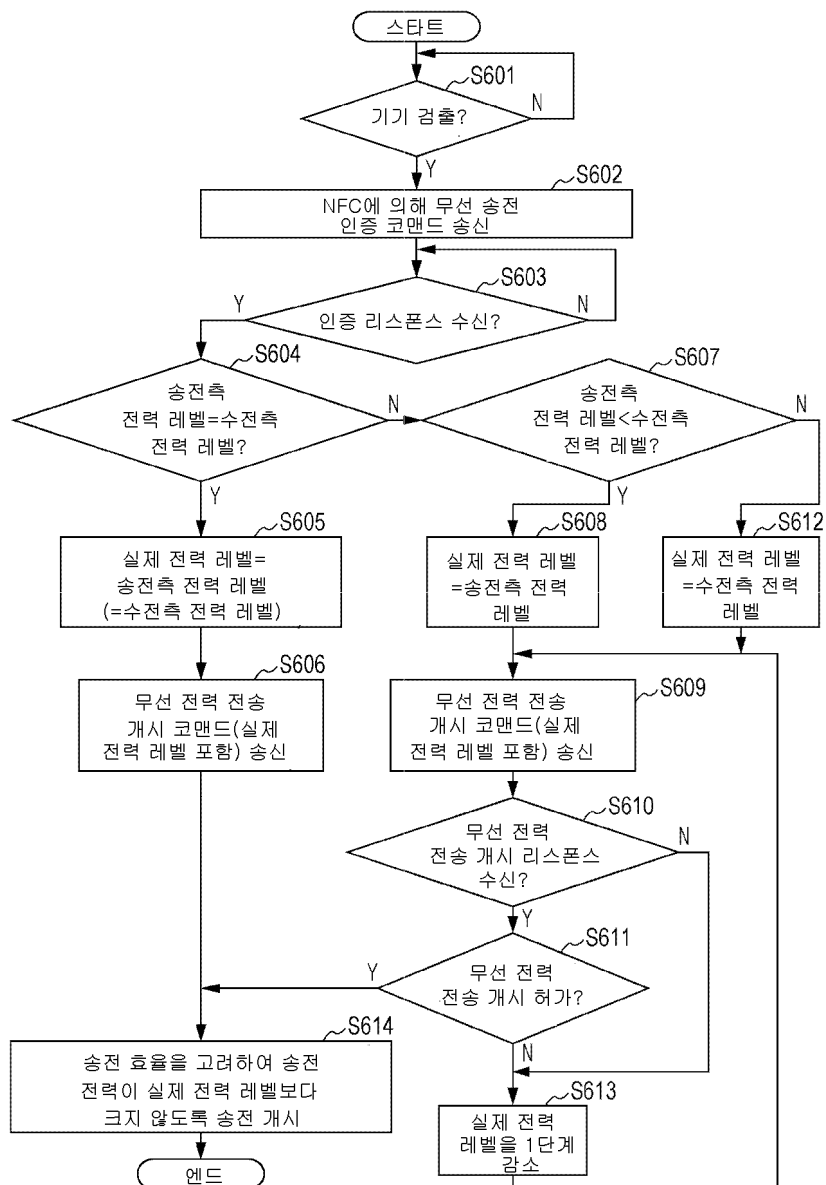 스타트
S601
기기 검출?
N
Y
S602
NFC에 의해 무선 송전
인증 코맨드 송신
S603
인증 리스폰스 수신?
Y
N
S604
송전측
전력 레벨=수전측
전력 레벨?
N
Y
S607
송전측
전력 레벨<수전측
전력 레벨?
N
Y
S605
실제 전력 레벨=
송전측 전력 레벨
(=수전측 전력 레벨)
S608
실제 전력 레벨
=송전측 전력
레벨
S612
실제 전력 레벨
=수전측 전력
레벨
S606
무선 전력 전송
개시 코맨드(실제
전력 레벨 포함) 송신
S609
무선 전력 전송
개시 코맨드(실제
전력 레벨 포함) 송신
S610
무선 전력
전송 개시 리스폰스
수신?
N
Y
S611
무선 전력
전송 개시 허가?
Y
N
S614
송전 효율을 고려하여 송전
전력이 실제 전력 레벨보다
크지 않도록 송전 개시
S613
실제 전력
레벨을 1단계
감소
엔드